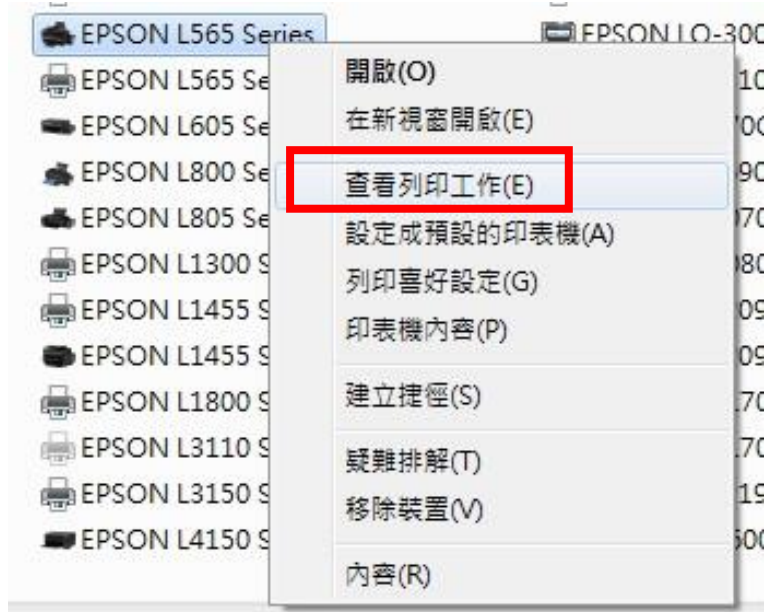 EPSON L565 Series
EPSON LQ-300
EPSON L565 Se
EPSON L605 Se
EPSON L800 Se
EPSON L805 Se
EPSON L1300 S
EPSON L1455 S
EPSON L1455 S
EPSON L1800 S
EPSON L3110 S
EPSON L3150 S
EPSON L4150 S
開啟(O)
在新視窗開啟(E)
查看列印工作(E)
設定成預設的印表機(A)
列印喜好設定(G)
印表機內容(P)
建立捷徑(S)
疑難排解(T)
移除裝置(V)
內容(R)